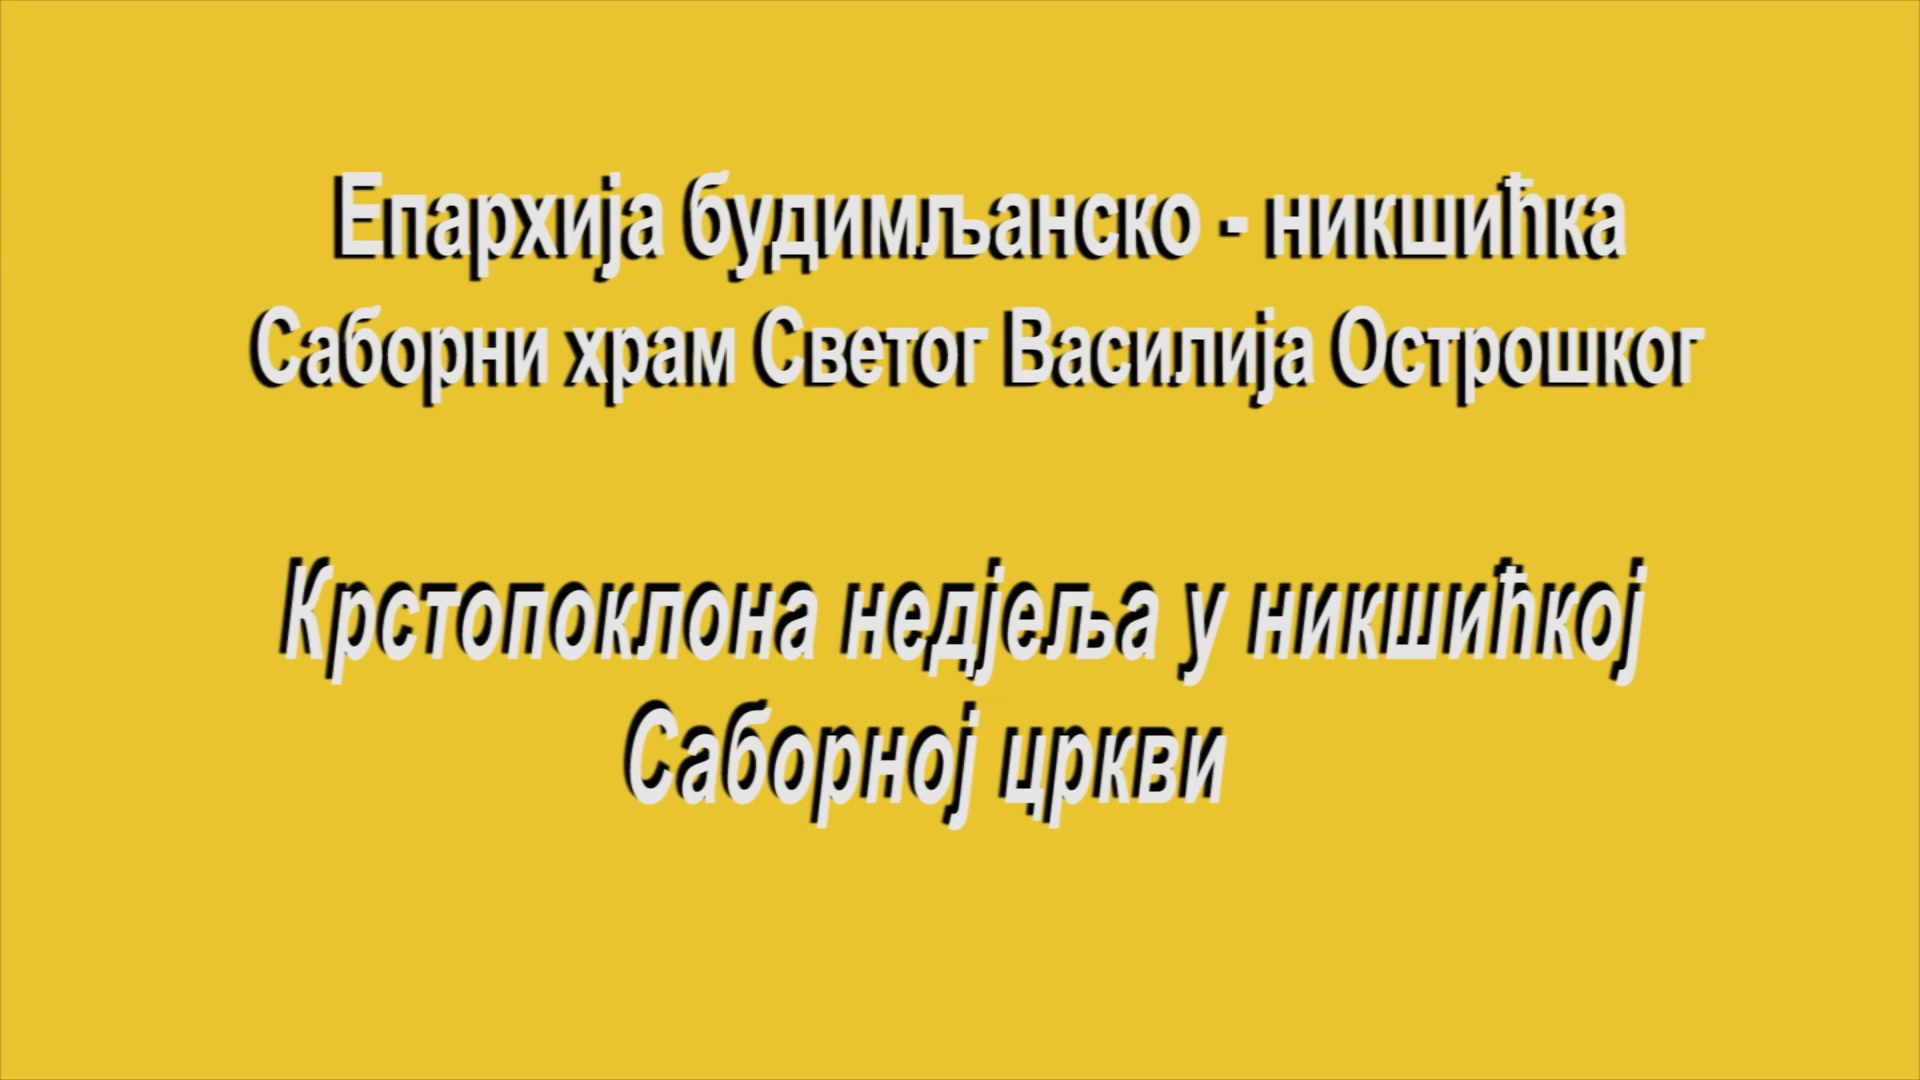 Епархија будимљанско - никшићка
Саборни храм Светог Василија Острошког
Крстопоклона недјеља у никшићкој
Саборној цркви